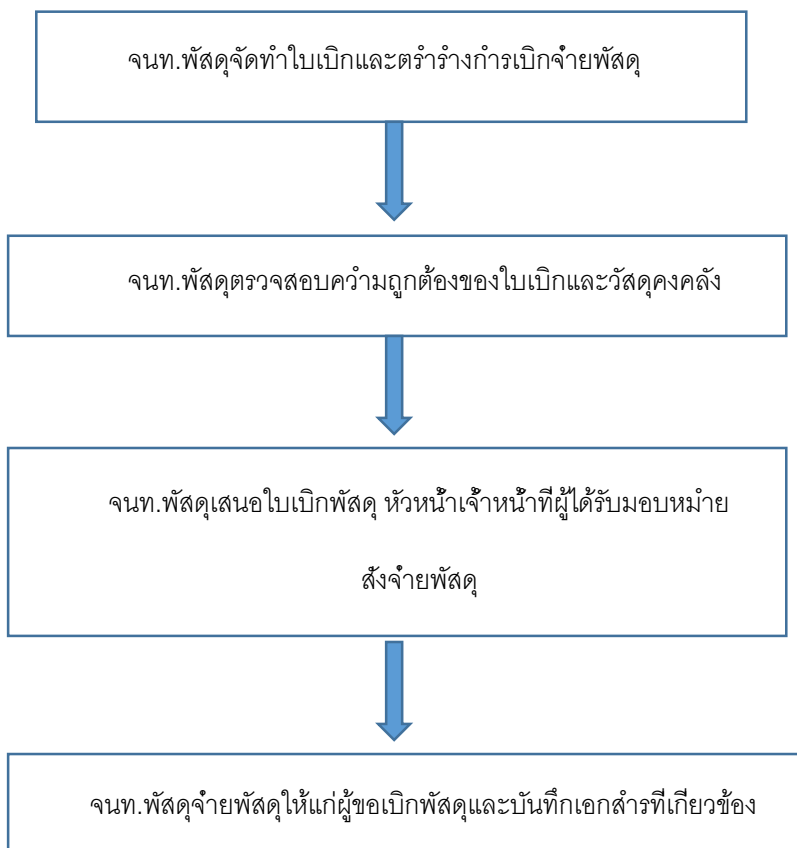 จนท.พัสดุจัดทำใบเบิกและตรำรำงกำรเบิกจ่ำยพัสดุ
จนท.พัสดุตรวจสอบควำมถูกต้องของใบเบิกและวัสดุคงคลัง
จนท.พัสดุเสนอใบเบิกพัสดุ หัวหน้ำเจ้ำหน้ำที่ผู้ได้รับมอบหมำย
สั่งจ่ำยพัสดุ
จนท.พัสดุจ่ำยพัสดุให้แก่ผู้ขอเบิกพัสดุและบันทึกเอกสำรที่เกี่ยวข้อง